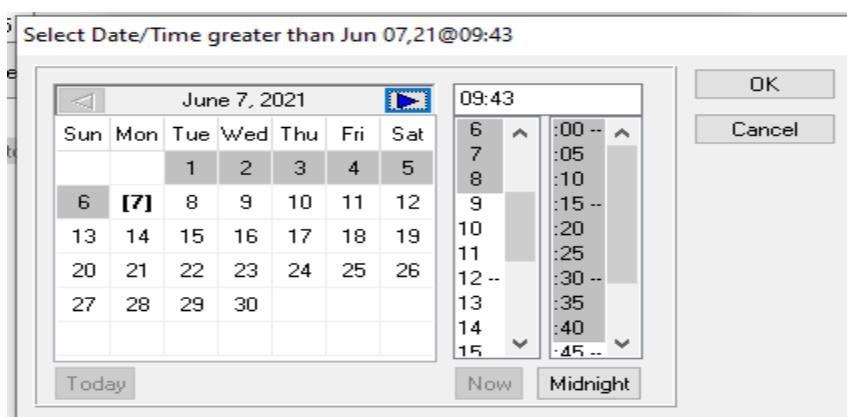 Select Date/Time greater than Jun 07,21@09:43
June 7, 2021
Sun Mon Tue Wed Thu Fri Sat
1 2 3 4 5
6 [7] 8 9 10 11 12
13 14 15 16 17 18 19
20 21 22 23 24 25 26
27 28 29 30
Today
09:43
6
7
8
9
10
11
12 --
13
14
15
:00 --
:05
:10
:15 --
:20
:25
:30 --
:35
:40
:45 --
Now
Midnight
OK
Cancel